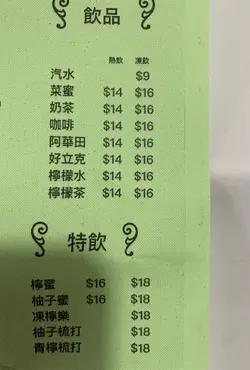 飲品
熱飲 凍飲
汽水 $9
菜蜜 $14 $16
奶茶 $14 $16
咖啡 $14 $16
阿華田 $14 $16
好立克 $14 $16
檸檬水 $14 $16
檸檬茶 $14 $16
特飲
檸蜜 $16 $18
柚子蜜 $16 $18
凍檸樂 $18
柚子梳打 $18
青檸梳打 $18